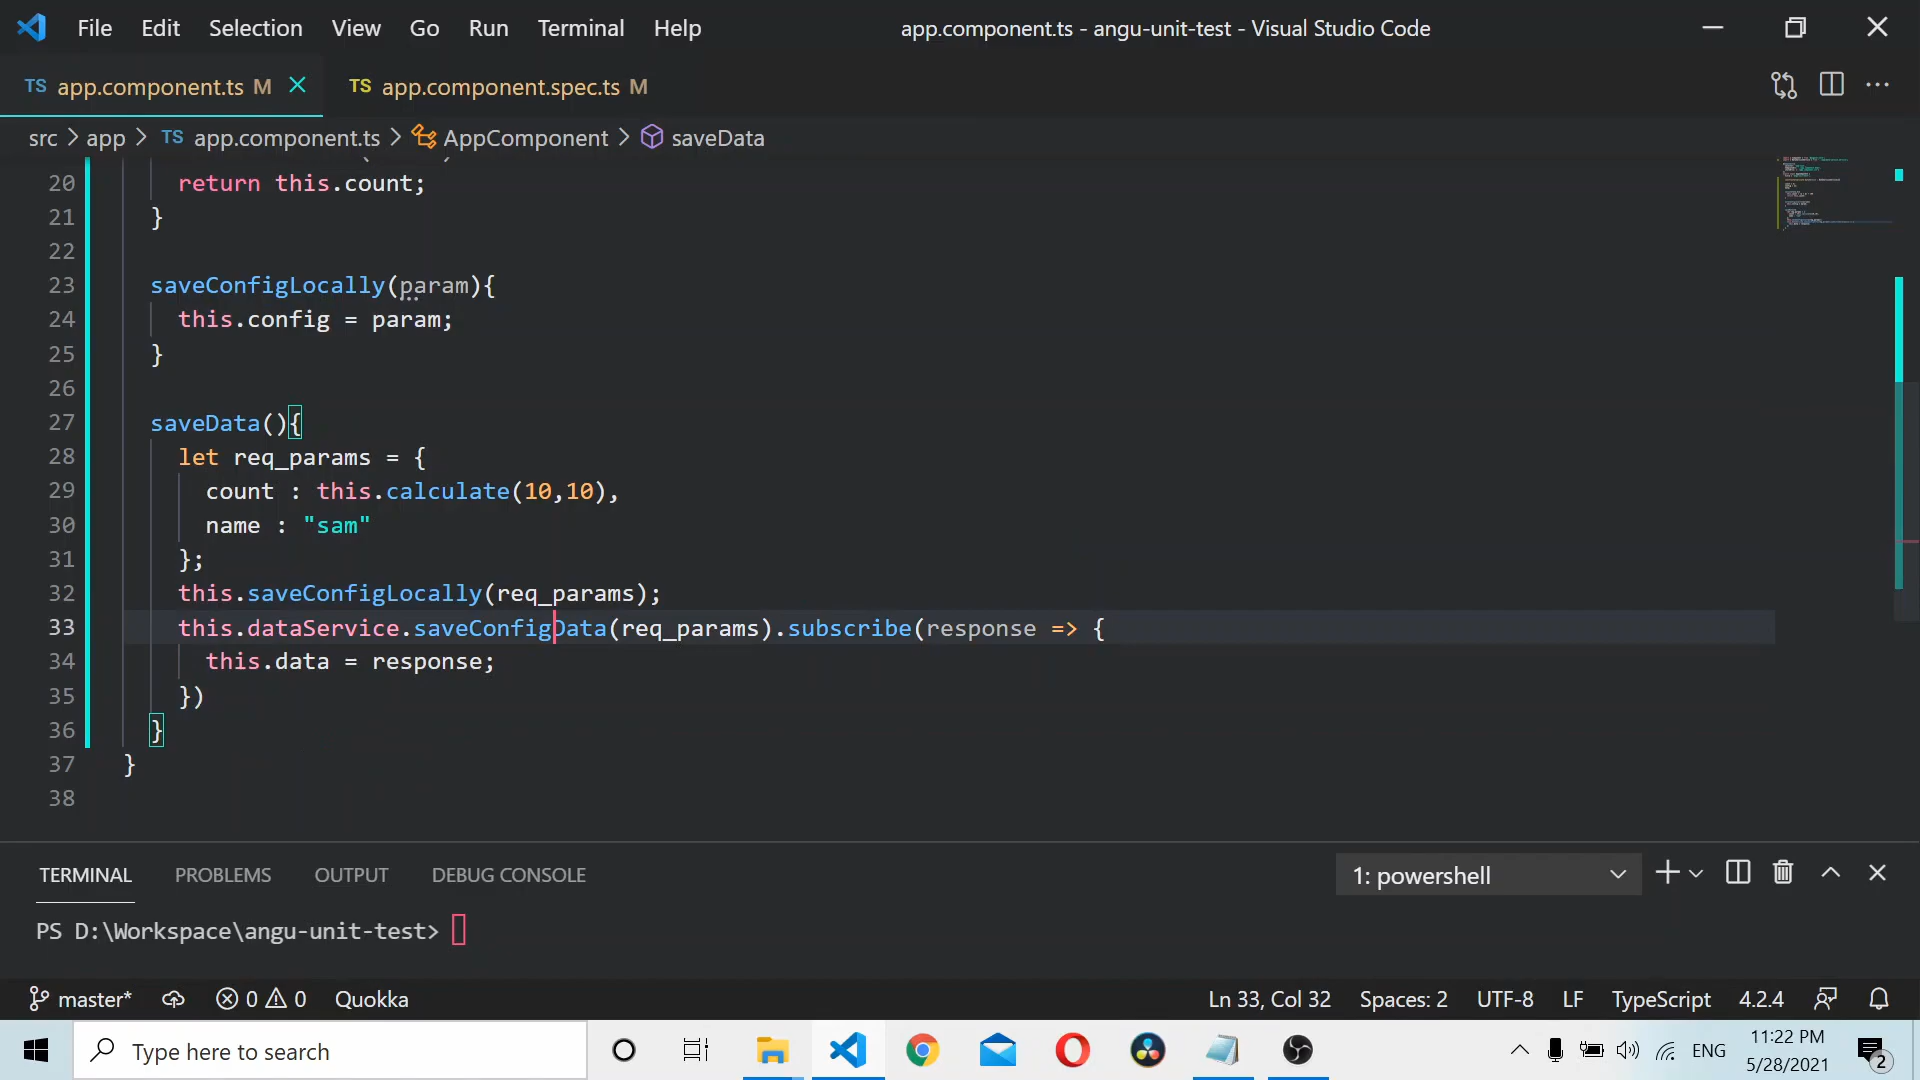 File Edit Selection View Go Run Terminal Help app.component.ts - angu-unit-test - Visual Studio Code
TS app.component.ts M TS app.component.spec.ts M
src > app > TS app.component.ts > AppComponent > saveData
20 return this.count;
21 }
22
23 saveConfigLocally(param){
24 this.config = param;
25 }
26
27 saveData(){
28 let req_params = {
29 count : this.calculate(10,10),
30 name : "sam"
31 };
32 this.saveConfigLocally(req_params);
33 this.dataService.saveConfigData(req_params).subscribe(response => {
34 this.data = response;
35 })
36 }
37 }
38
TERMINAL PROBLEMS OUTPUT DEBUG CONSOLE 1: powershell
PS D:\Workspace\angu-unit-test>
master* 0 0 Quokka Ln 33, Col 32 Spaces: 2 UTF-8 LF TypeScript 4.2.4
Type here to search ENG 11:22 PM
5/28/2021 2